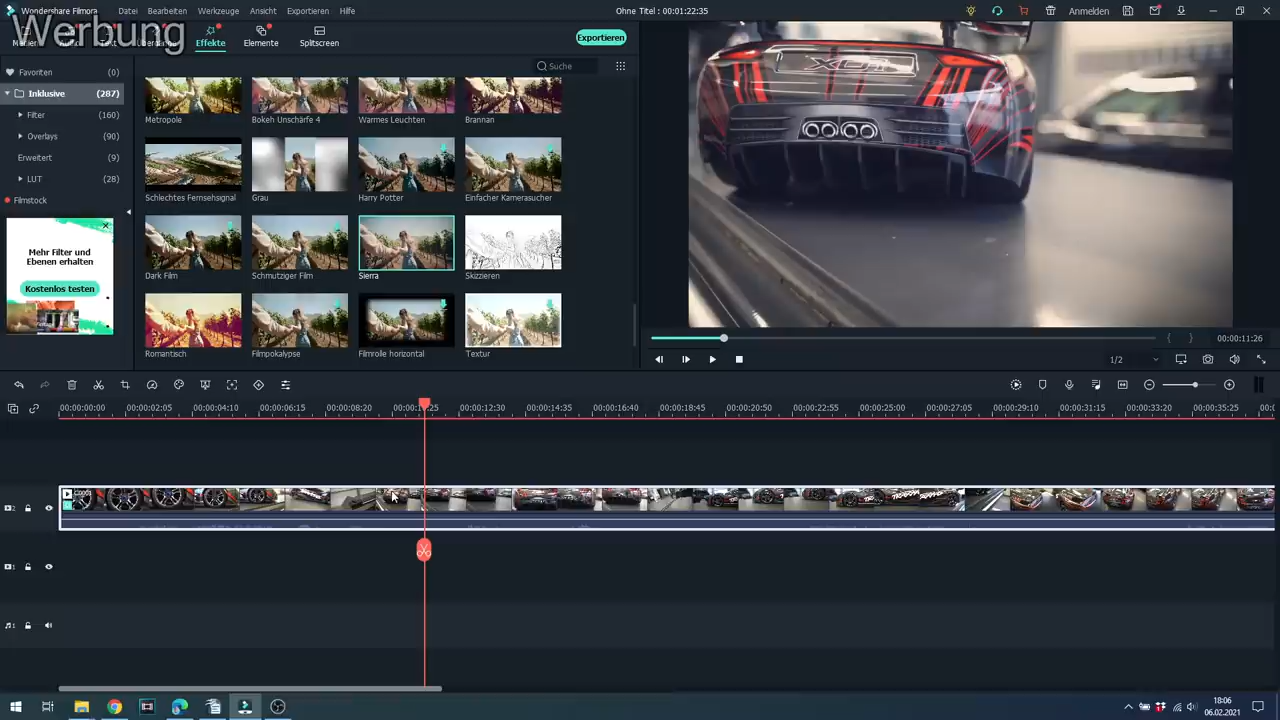 Wondershare Filmora
Datei
Bearbeiten
Werkzeuge
Ansicht
Exportieren
Hilfe
Ohne Titel : 00:01:22:35
Anmelden
Werbung
Effekte
Elemente
Splitscreen
Exportieren
Favoriten (0)
Suche
Inklusive (287)
Filter (160)
Overlays (90)
Erweitert (9)
LUT (28)
Filmstock
Mehr Filter und
Ebenen erhalten
Kostenlos testen
Metropole
Bokeh Unschärfe 4
Warmes Leuchten
Brannan
Schlechtes Fernsehsignal
Grau
Harry Potter
Einfacher Kamerasucher
Dark Film
Schmutziger Film
Sierra
Skizzieren
Romantisch
Filmpokalypse
Filmrolle horizontal
Textur
00:00:11:26
1/2
00:00:00:00
00:00:02:05
00:00:04:10
00:00:06:15
00:00:08:20
00:00:10:25
00:00:12:30
00:00:14:35
00:00:16:40
00:00:18:45
00:00:20:50
00:00:22:55
00:00:25:00
00:00:27:05
00:00:29:10
00:00:31:15
00:00:33:20
00:00:35:25
2
1
1
18:06
06.02.2021